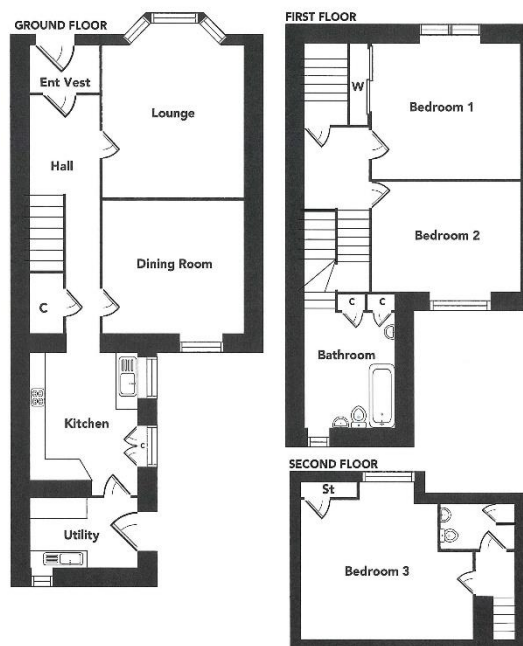 GROUND FLOOR
Ent Vest
Lounge
Hall
Dining Room
C
Kitchen
C
Utility
FIRST FLOOR
W
Bedroom 1
Bedroom 2
C
C
Bathroom
SECOND FLOOR
St
Bedroom 3